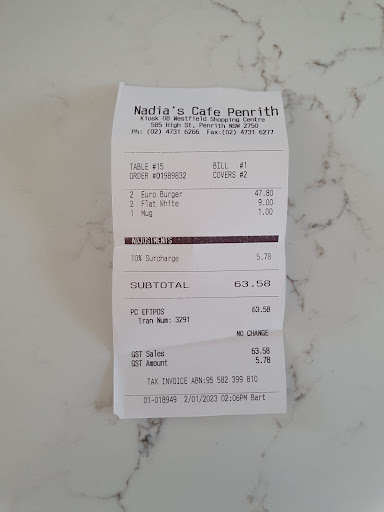 Nadia's Cafe Penrith
Kiosk 08 Westfield Shopping Centre
585 High St, Penrith NSW 2750
Ph: (02) 4731 6266 Fax:(02) 4731 6277
TABLE #15 BILL #1
ORDER #01989832 COVERS #2
2 Euro Burger 47.80
2 Flat White 9.00
1 Mug 1.00
ADJUSTMENTS
10% Surcharge 5.78
SUBTOTAL 63.58
PC EFTPOS 63.58
Tran Num: 3291
NO CHANGE
GST Sales 63.58
GST Amount 5.78
TAX INVOICE ABN:95 582 399 810
01-018949 2/01/2023 02:06PM Bart